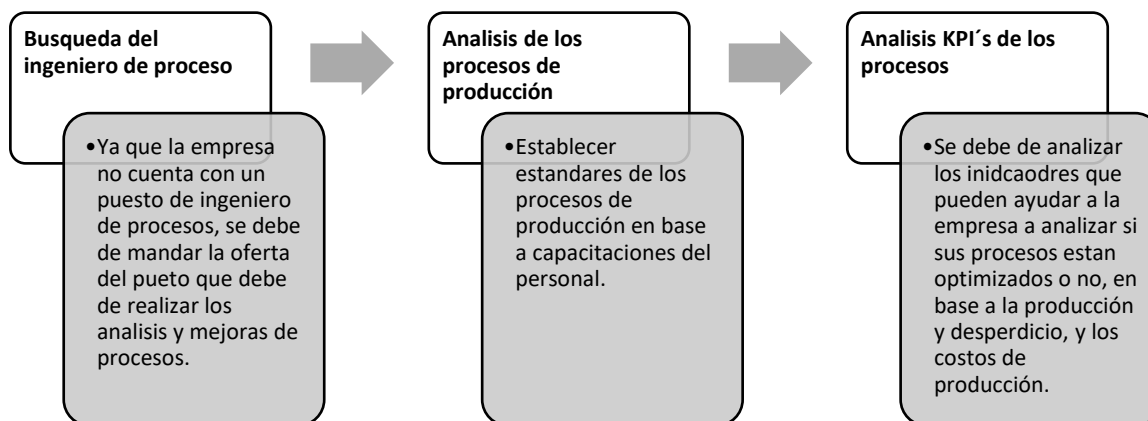 Busqueda del
ingeniero de proceso
•Ya que la empresa
no cuenta con un
puesto de ingeniero
de procesos, se debe
de mandar la oferta
del pueto que debe
de realizar los
analisis y mejoras de
procesos.
Analisis de los
procesos de
producción
•Establecer
estandares de los
procesos de
producción en base
a capacitaciones del
personal.
Analisis KPI´s de los
procesos
•Se debe de analizar
los inidcaodres que
pueden ayudar a la
empresa a analizar si
sus procesos estan
optimizados o no, en
base a la producción
y desperdicio, y los
costos de
producción.